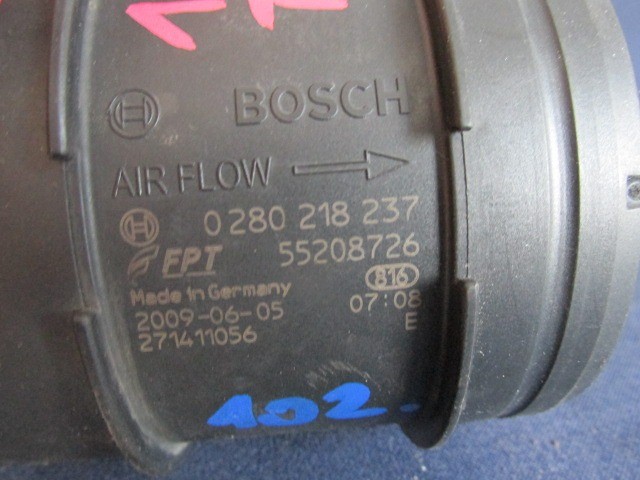 BOSCH
AIR FLOW
0 280 218 237
FPT 55208726
Made in Germany 816
2009-06-05 07:08
271411056 E
102.